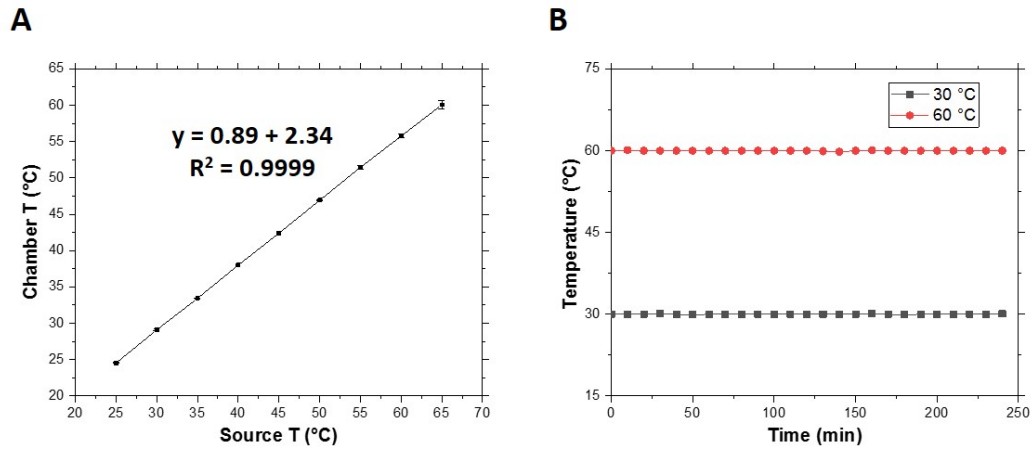 A
65
60
55
50
45
40
35
30
25
20
Chamber T (°C)
y = 0.89 + 2.34
R² = 0.9999
20 25 30 35 40 45 50 55 60 65 70
Source T (°C)
B
75
60
45
30
15
Temperature (°C)
30 °C
60 °C
0 50 100 150 200 250
Time (min)